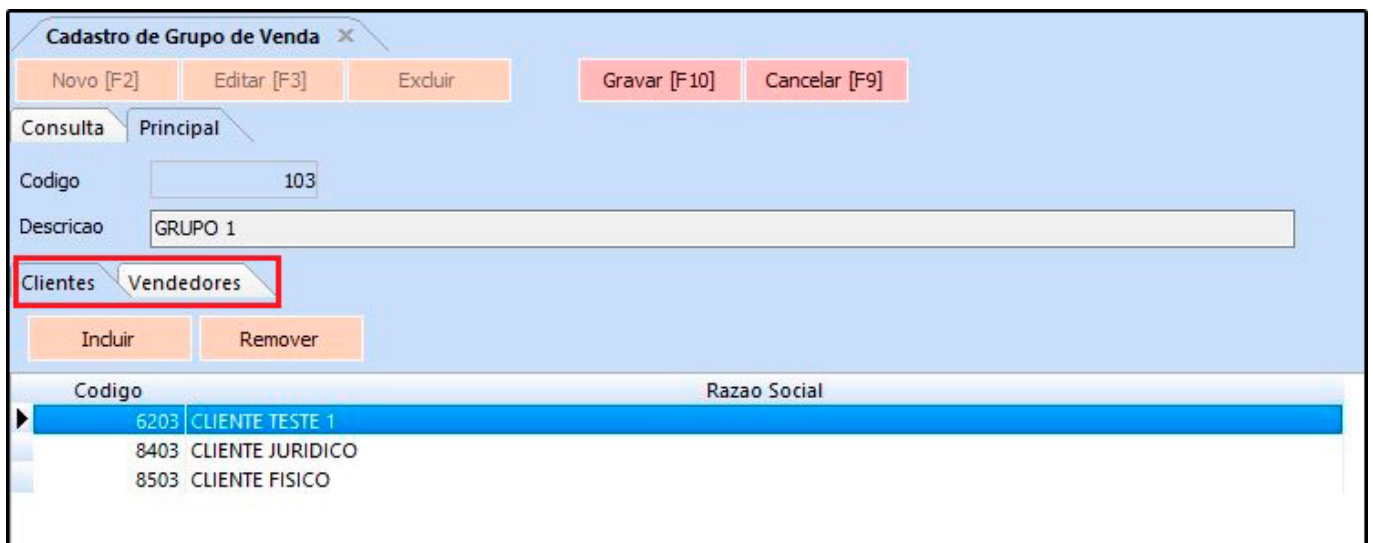 Cadastro de Grupo de Venda
Novo [F2] Editar [F3] Excluir Gravar [F10] Cancelar [F9]
Consulta Principal
Codigo 103
Descricao GRUPO 1
Clientes Vendedores
Incluir Remover
Codigo Razao Social
6203 CLIENTE TESTE 1
8403 CLIENTE JURIDICO
8503 CLIENTE FISICO